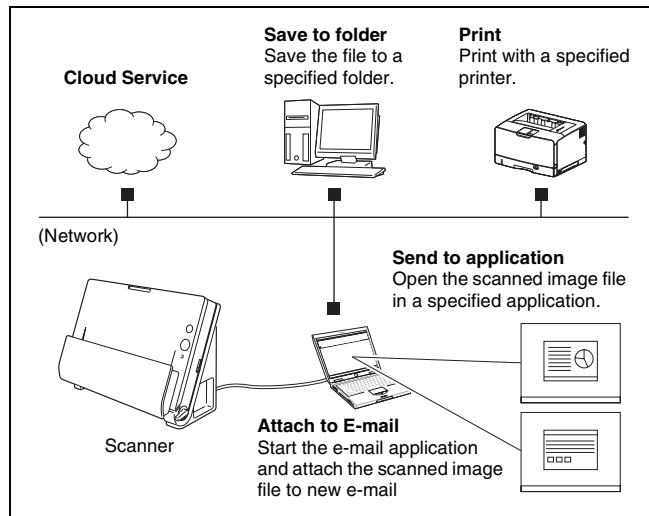 Cloud Service
Save to folder
Save the file to a
specified folder.
Print
Print with a specified
printer.
(Network)
Send to application
Open the scanned image file
in a specified application.
Scanner
Attach to E-mail
Start the e-mail application
and attach the scanned image
file to new e-mail